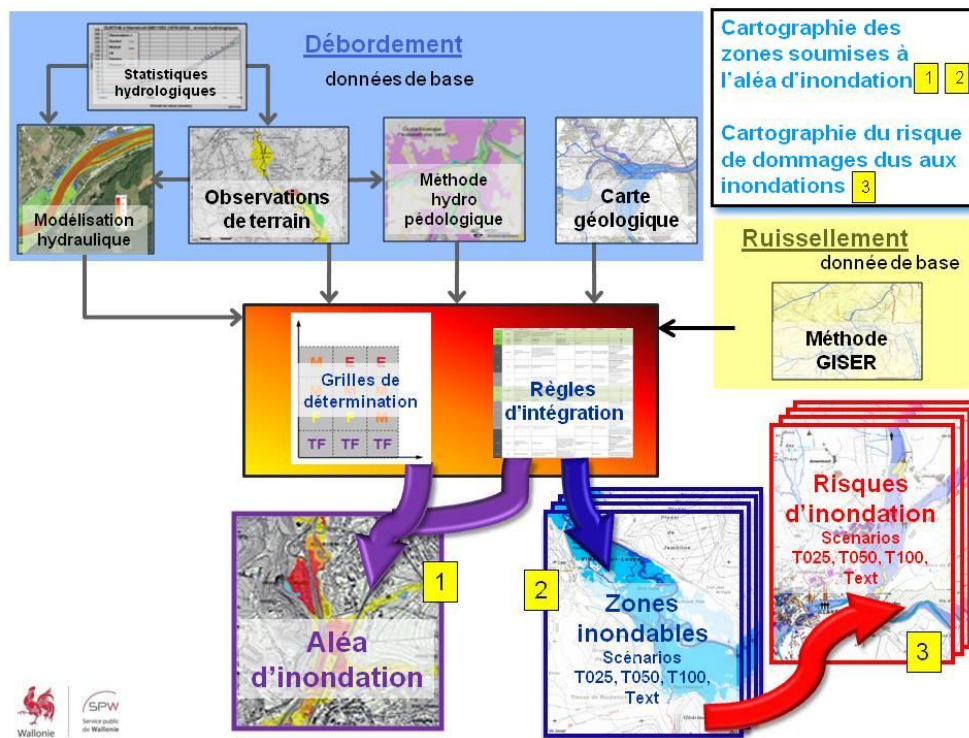 Débordement
données de base
Statistiques
hydrologiques
Modélisation
hydraulique
Observations
de terrain
Méthode
hydro
pédologique
Carte
géologique
Cartographie des
zones soumises à
l'aléa d'inondation 1 2
Cartographie du risque
de dommages dus aux
inondations 3
Ruissellement
donnée de base
Méthode
GISER
M E E
Grilles de
détermination
F F M
TF TF TF
Règles
d'intégration
1
Aléa
d'inondation
2
Zones
inondables
Scénarios
T025, T050, T100,
Text
Risques
d'inondation
Scénarios
T025, T050, T100,
Text
3
Wallonie
SPW
Service public
de Wallonie